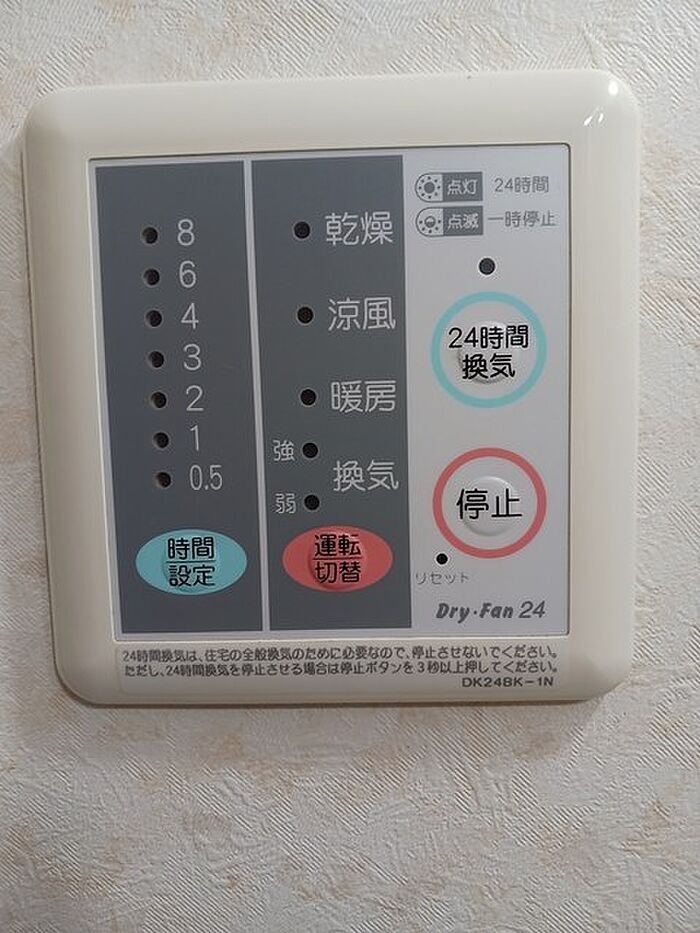 8
6
4
3
2
1
0.5
時間
設定
乾燥
涼風
暖房
強
換気
弱
運転
切替
点灯 24時間
点滅 一時停止
24時間
換気
停止
リセット
Dry・Fan 24
24時間換気は、住宅の全般換気のために必要なので、停止させないでください。
ただし、24時間換気を停止させる場合は停止ボタンを3秒以上押してください。
DK24BK-1N